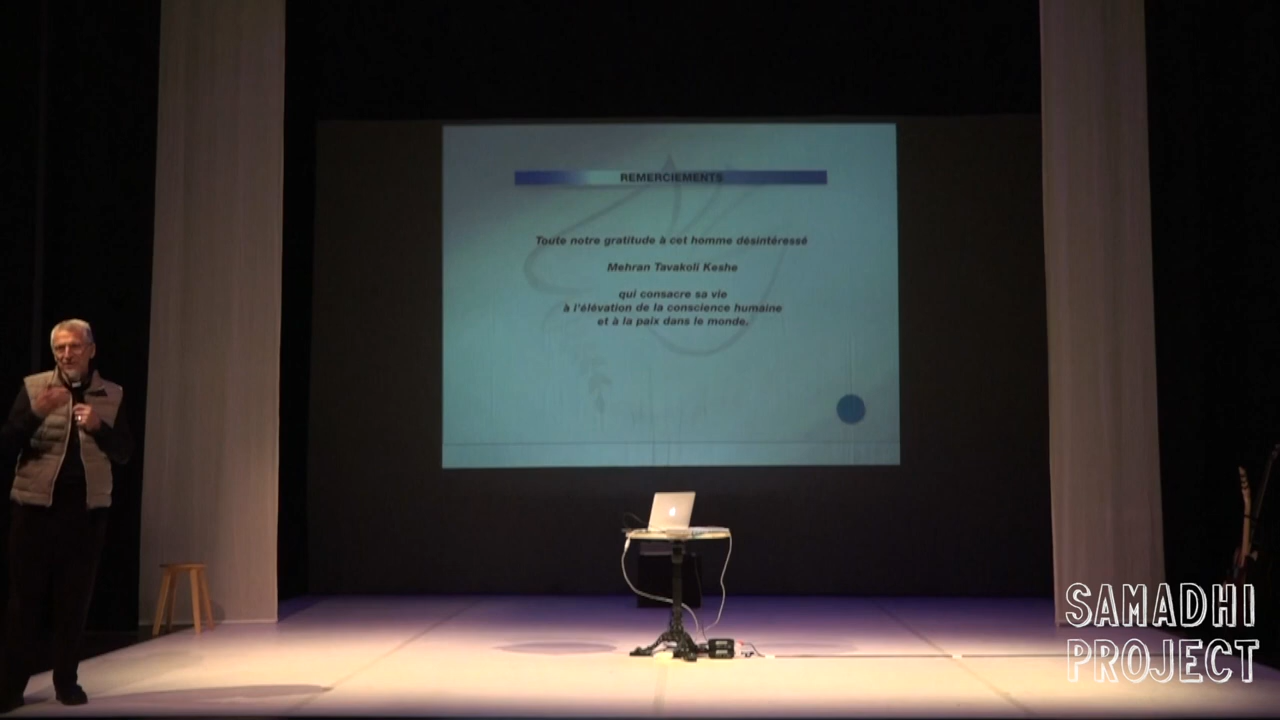 REMERCIEMENTS
Toute notre gratitude à cet homme désintéressé
Mehran Tavakoli Keshe
qui consacre sa vie
à l'élévation de la conscience humaine
et à la paix dans le monde.
SAMADHI
PROJECT